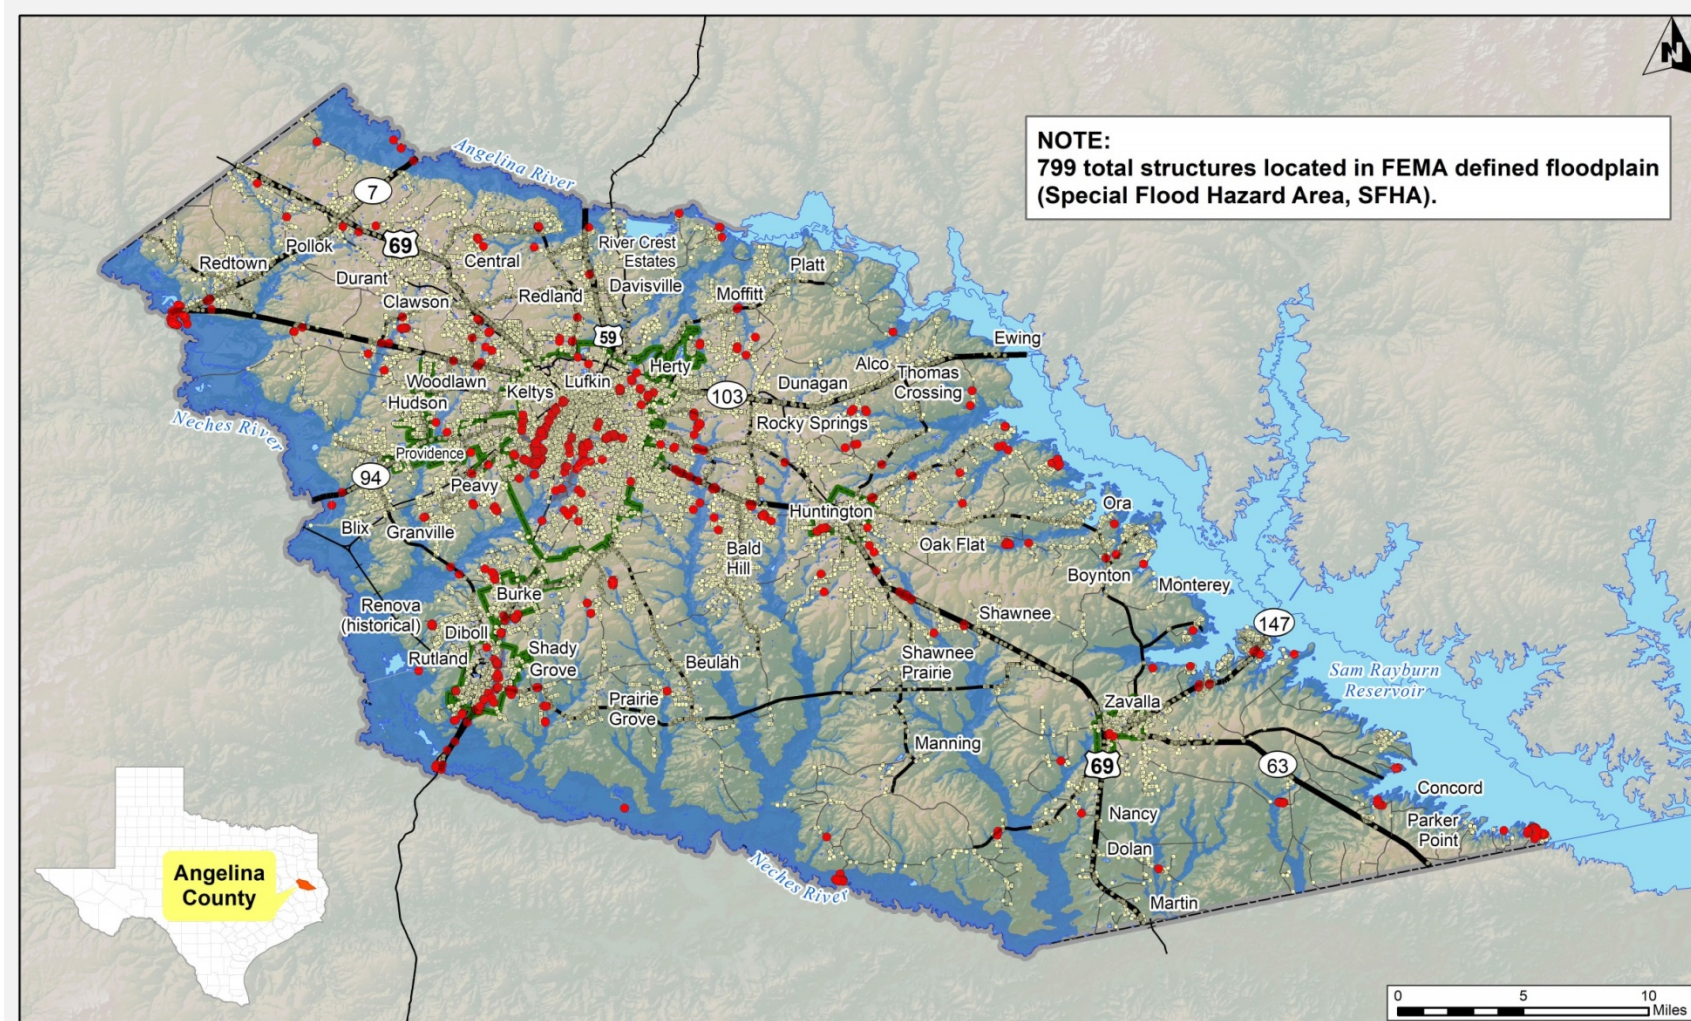 N
NOTE:
799 total structures located in FEMA defined floodplain
(Special Flood Hazard Area, SFHA).
Angelina River
7
69
Pollok
Redtown
Durant
Central
River Crest
Estates
Davisville
Platt
Clawson
Redland
Moffitt
59
Ewing
Woodlawn
Keltys
Lufkin
Herty
103
Dunagan
Alco
Thomas
Crossing
Hudson
Neches River
Rocky Springs
Providence
94
Peavy
Blix
Granville
Huntington
Ora
Bald
Hill
Oak Flat
Boynton
Monterey
Burke
Renova
(historical)
Diboll
Rutland
Shady
Grove
Beulah
Shawnee
Shawnee
Prairie
147
Sam Rayburn
Reservoir
Prairie
Grove
Zavalla
Manning
69
63
Concord
Parker
Point
Nancy
Dolan
Neches River
Martin
Angelina
County
0 5 10
Miles